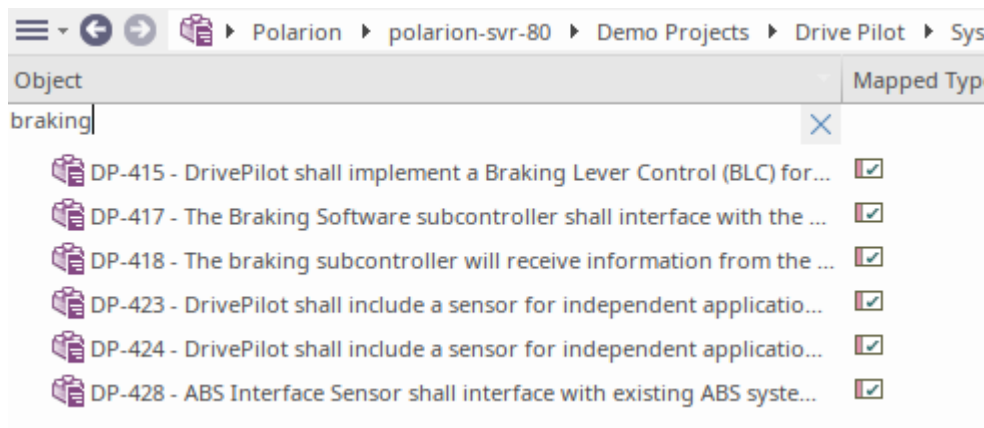 Polarion polarion-svr-80 Demo Projects Drive Pilot Sys
Object Mapped Typ
braking
DP-415 - DrivePilot shall implement a Braking Lever Control (BLC) for...
DP-417 - The Braking Software subcontroller shall interface with the ...
DP-418 - The braking subcontroller will receive information from the ...
DP-423 - DrivePilot shall include a sensor for independent applicatio...
DP-424 - DrivePilot shall include a sensor for independent applicatio...
DP-428 - ABS Interface Sensor shall interface with existing ABS syste...